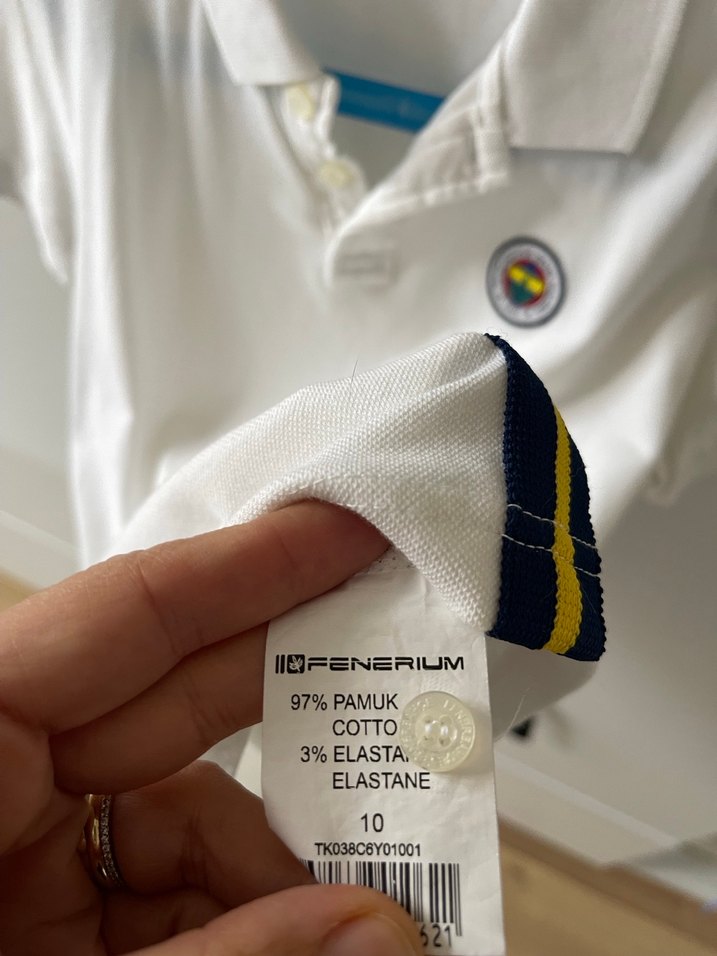 FENERIUM
97% PAMUK
COTTO
3% ELASTA
ELASTANE
10
TK038C6Y01001
621